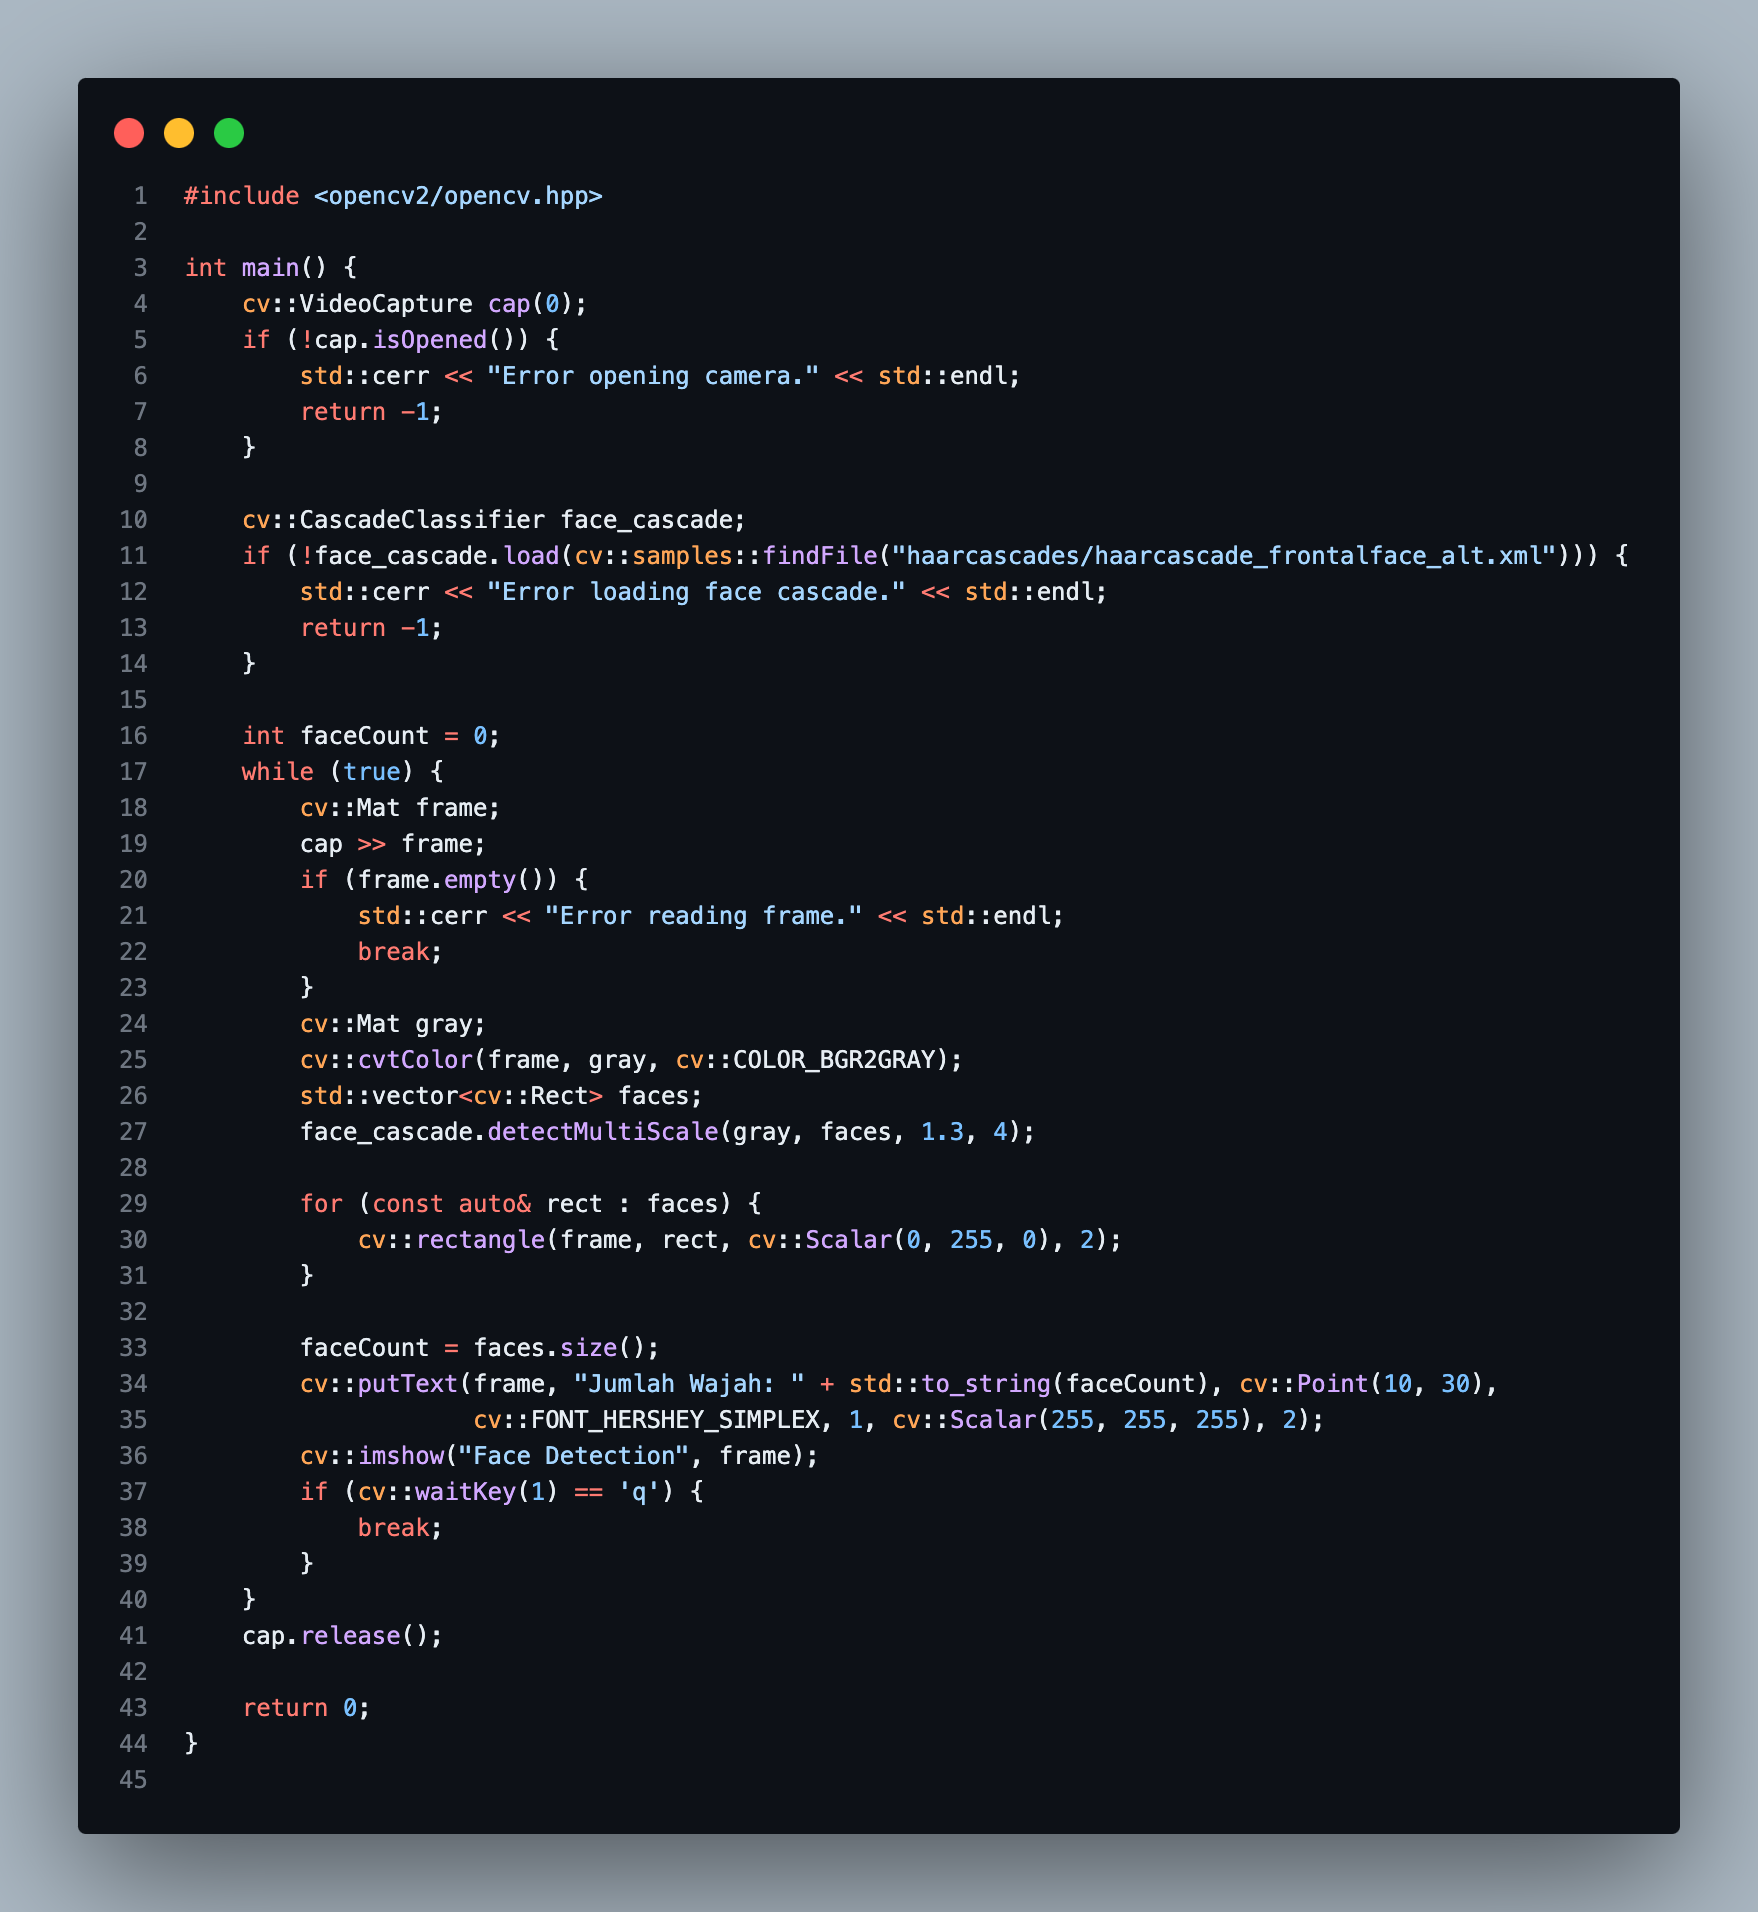 1 #include <opencv2/opencv.hpp>
2
3 int main() {
4     cv::VideoCapture cap(0);
5     if (!cap.isOpened()) {
6         std::cerr << "Error opening camera." << std::endl;
7         return -1;
8     }
9
10     cv::CascadeClassifier face_cascade;
11     if (!face_cascade.load(cv::samples::findFile("haarcascades/haarcascade_frontalface_alt.xml"))) {
12         std::cerr << "Error loading face cascade." << std::endl;
13         return -1;
14     }
15
16     int faceCount = 0;
17     while (true) {
18         cv::Mat frame;
19         cap >> frame;
20         if (frame.empty()) {
21             std::cerr << "Error reading frame." << std::endl;
22             break;
23         }
24         cv::Mat gray;
25         cv::cvtColor(frame, gray, cv::COLOR_BGR2GRAY);
26         std::vector<cv::Rect> faces;
27         face_cascade.detectMultiScale(gray, faces, 1.3, 4);
28
29         for (const auto& rect : faces) {
30             cv::rectangle(frame, rect, cv::Scalar(0, 255, 0), 2);
31         }
32
33         faceCount = faces.size();
34         cv::putText(frame, "Jumlah Wajah: " + std::to_string(faceCount), cv::Point(10, 30),
35                     cv::FONT_HERSHEY_SIMPLEX, 1, cv::Scalar(255, 255, 255), 2);
36         cv::imshow("Face Detection", frame);
37         if (cv::waitKey(1) == 'q') {
38             break;
39         }
40     }
41     cap.release();
42
43     return 0;
44 }
45